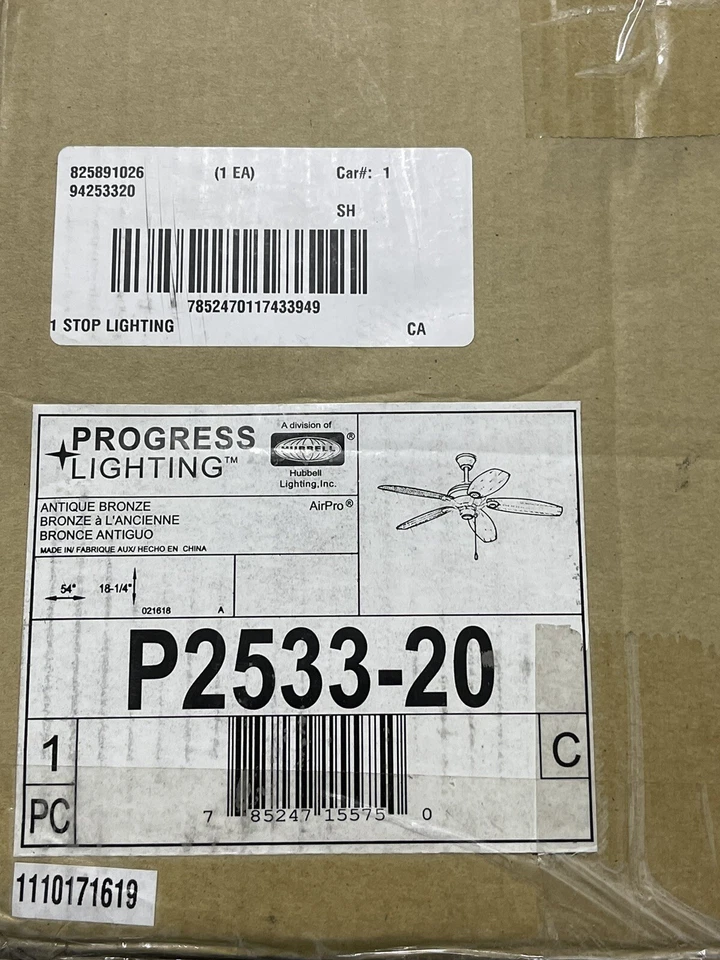 825891026 (1 EA) Car#: 1
94253320
SH
7852470117433949
1 STOP LIGHTING CA
PROGRESS
LIGHTING™
A division of
HUBBELL®
Hubbell
Lighting,Inc.
ANTIQUE BRONZE AirPro®
BRONZE à L'ANCIENNE
BRONCE ANTIGUO
MADE IN/ FABRIQUE AUX/ HECHO EN CHINA
54" 18-1/4"
021618 A
P2533-20
1 C
PC
7 85247 15575 0
1110171619